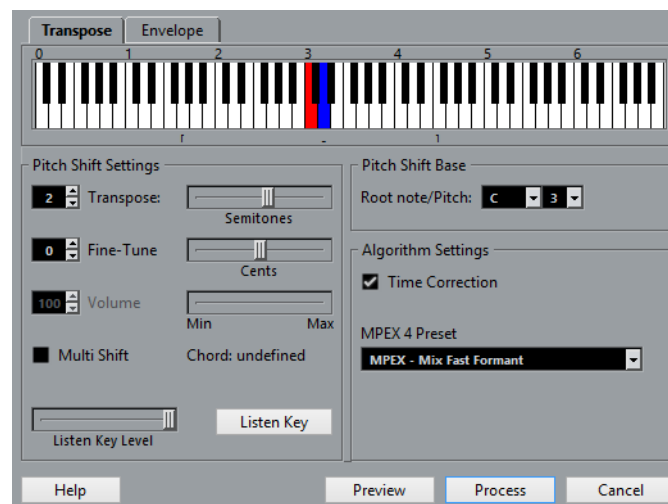 Transpose Envelope
0 1 2 3 4 5 6
Pitch Shift Settings
2 Transpose:
Semitones
0 Fine-Tune
Cents
100 Volume
Min Max
Multi Shift Chord: undefined
Listen Key Level
Listen Key
Pitch Shift Base
Root note/Pitch: C 3
Algorithm Settings
Time Correction
MPEX 4 Preset
MPEX - Mix Fast Formant
Help Preview Process Cancel